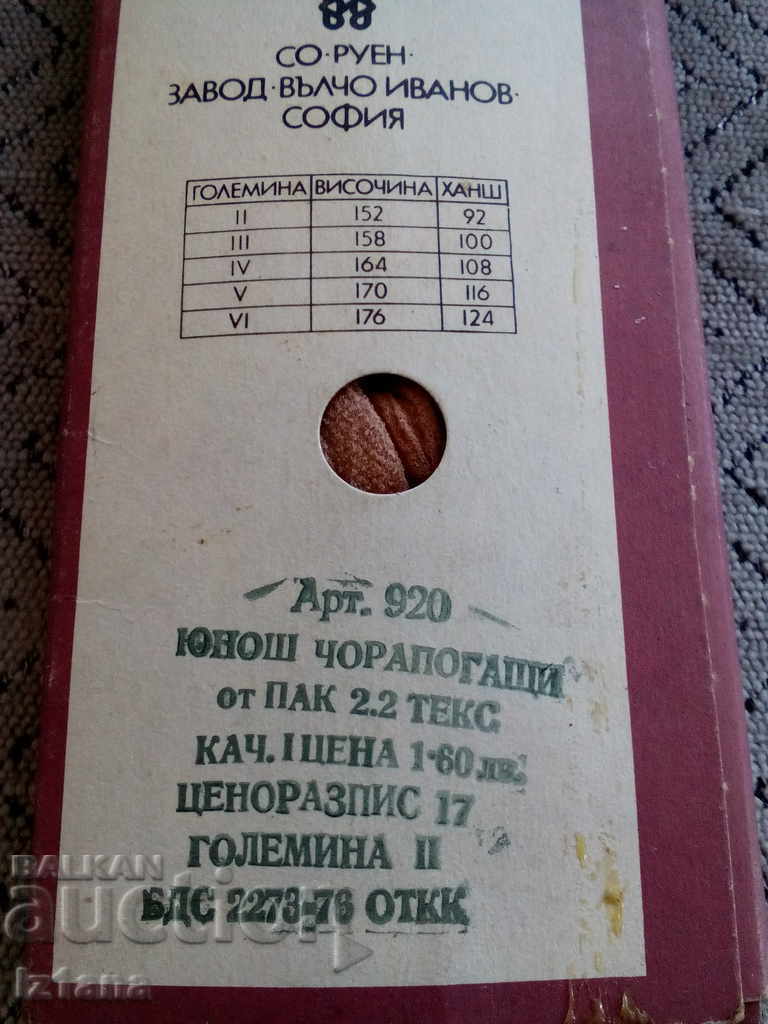 СО·РУЕН·
ЗАВОД·ВЪЛЧО ИВАНОВ·
СОФИЯ
ГОЛЕМИНА ВИСОЧИНА ХАНШ
II 152 92
III 158 100
IV 164 108
V 170 116
VI 176 124
Арт. 920
ЮНОШ ЧОРАПОГАЩИ
от ПАК 2.2 ТЕКС
КАЧ. I ЦЕНА 1·60 лв.
ЦЕНОРАЗПИС 17
ГОЛЕМИНА II
БДС 2273-76 ОТКК
BALKAN
auction
iztana